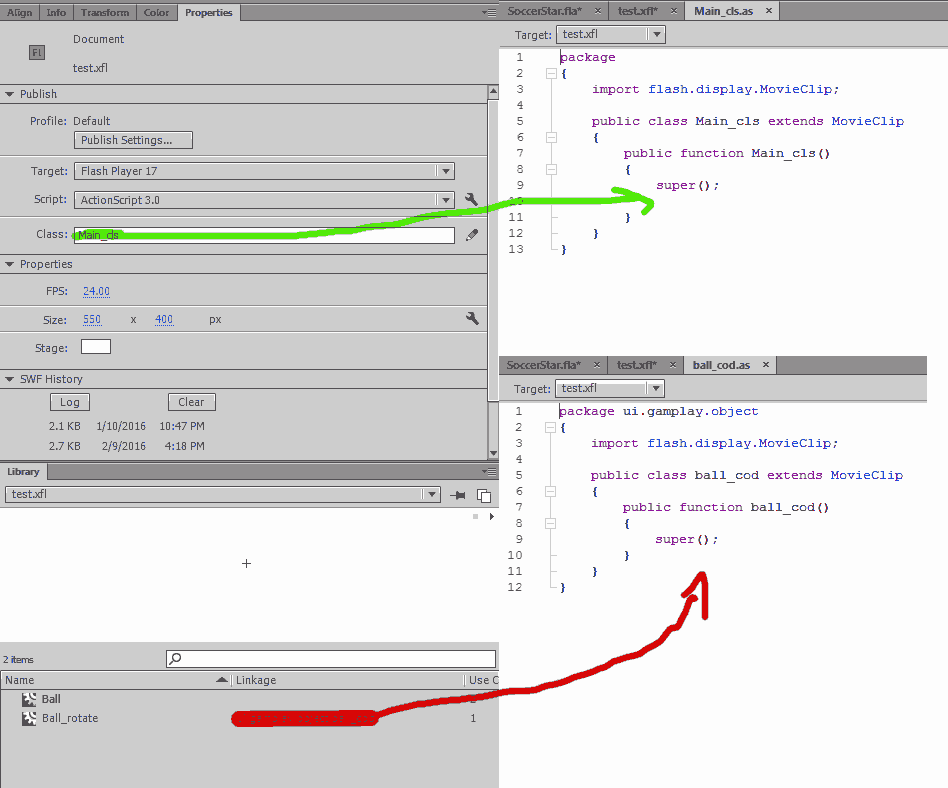 Align Info Transform Color Properties
Document
Fl
test.xfl
Publish
Profile: Default
Publish Settings...
Target: Flash Player 17
Script: ActionScript 3.0
Class: Main_cls
Properties
FPS: 24.00
Size: 550 x 400 px
Stage:
SWF History
Log Clear
2.1 KB 1/10/2016 10:47 PM
2.7 KB 2/9/2016 4:18 PM
Library
test.xfl
2 items
Name Linkage Use C
Ball
Ball_rotate 1
SoccerStar.fla* × test.xfl* × Main_cls.as ×
Target: test.xfl
1 package
2 {
3 import flash.display.MovieClip;
4
5 public class Main_cls extends MovieClip
6 {
7 public function Main_cls()
8 {
9 super();
10
11 }
12 }
13 }
SoccerStar.fla* × test.xfl* × ball_cod.as ×
Target: test.xfl
1 package ui.gamplay.object
2 {
3 import flash.display.MovieClip;
4
5 public class ball_cod extends MovieClip
6 {
7 public function ball_cod()
8 {
9 super();
10 }
11 }
12 }